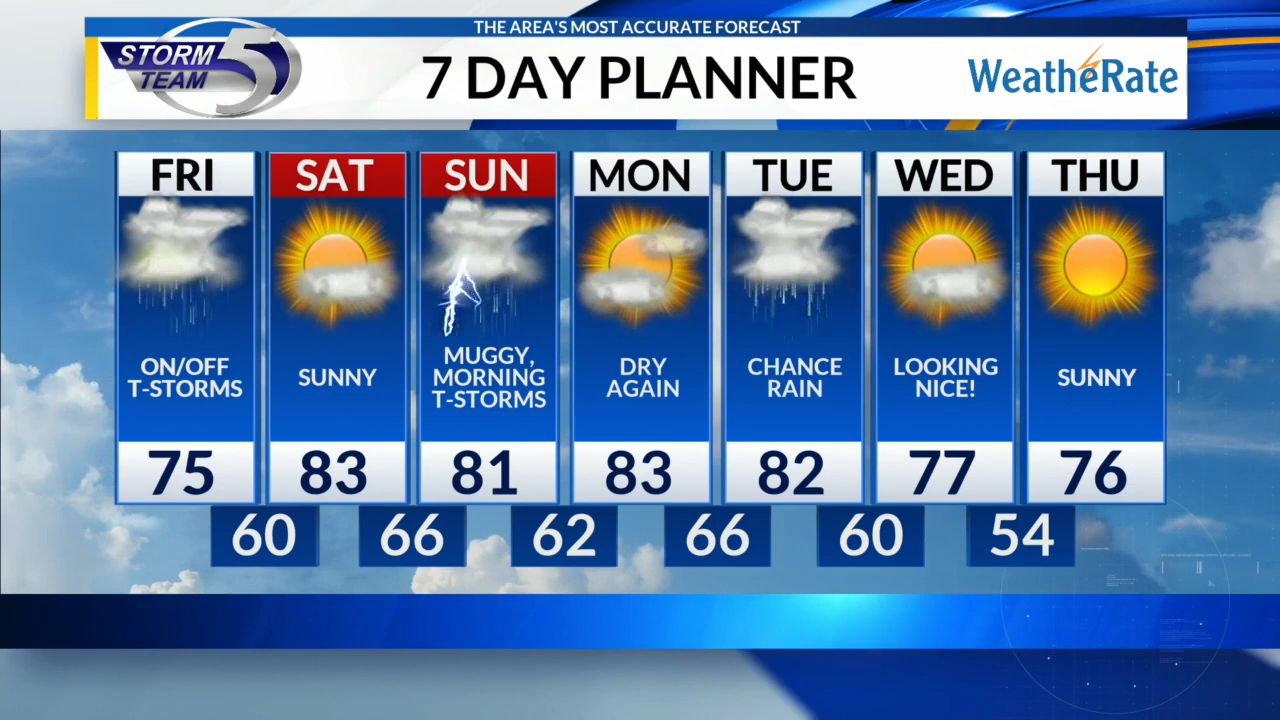 THE AREA'S MOST ACCURATE FORECAST
STORM
TEAM
5
7 DAY PLANNER
WeatheRate
FRI
SAT
SUN
MON
TUE
WED
THU
ON/OFF
T-STORMS
SUNNY
MUGGY,
MORNING
T-STORMS
DRY
AGAIN
CHANCE
RAIN
LOOKING
NICE!
SUNNY
75
83
81
83
82
77
76
60
66
62
66
60
54